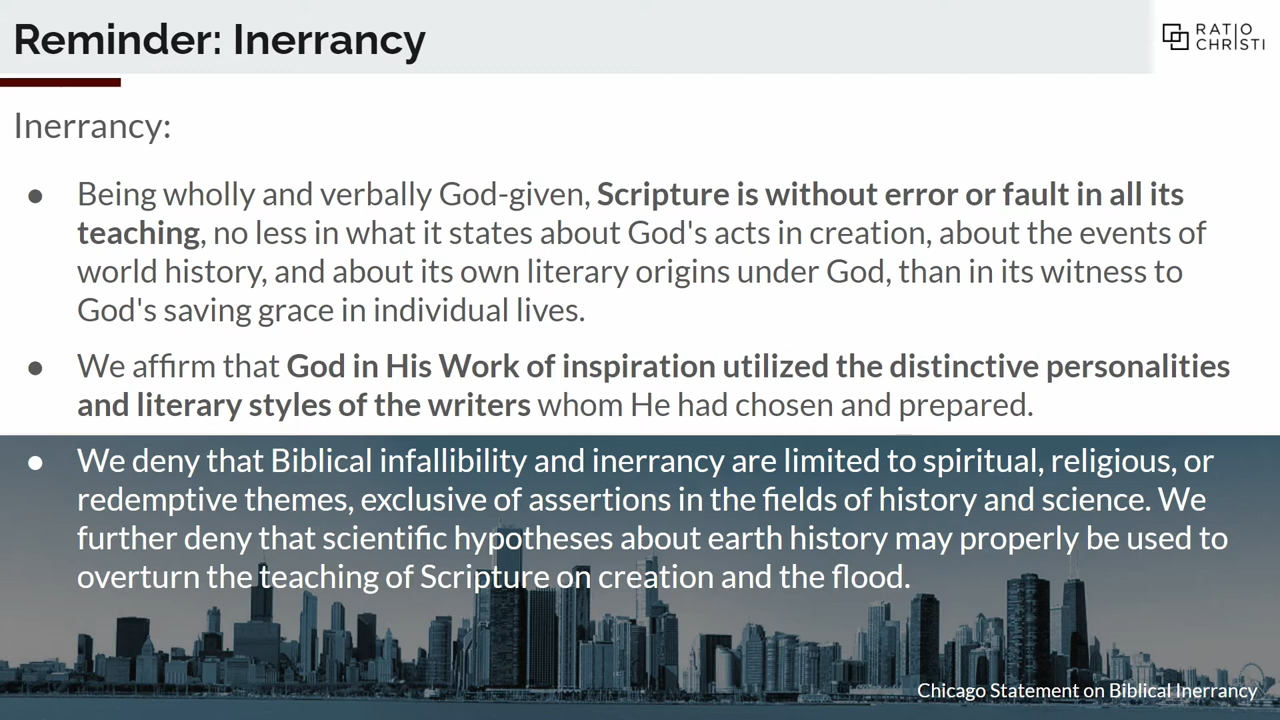 Reminder: Inerrancy
RATIO
CHRISTI
Inerrancy:
● Being wholly and verbally God-given, Scripture is without error or fault in all its
teaching, no less in what it states about God's acts in creation, about the events of
world history, and about its own literary origins under God, than in its witness to
God's saving grace in individual lives.
● We affirm that God in His Work of inspiration utilized the distinctive personalities
and literary styles of the writers whom He had chosen and prepared.
● We deny that Biblical infallibility and inerrancy are limited to spiritual, religious, or
redemptive themes, exclusive of assertions in the fields of history and science. We
further deny that scientific hypotheses about earth history may properly be used to
overturn the teaching of Scripture on creation and the flood.
Chicago Statement on Biblical Inerrancy